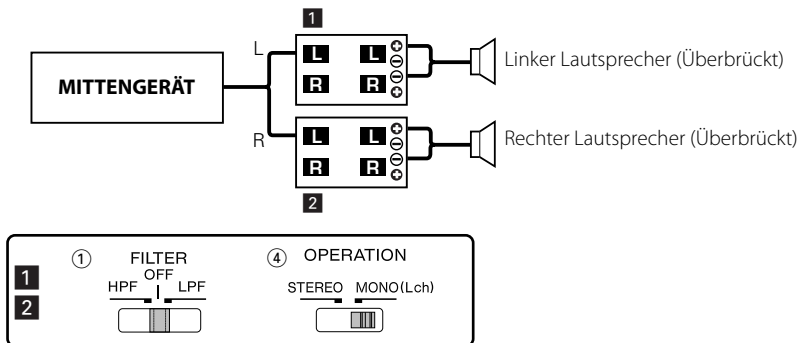 1
L
L L ⊕ ⊖
R R ⊖ ⊕
Linker Lautsprecher (Überbrückt)
MITTENGERÄT
R
L L ⊕ ⊖
R R ⊖ ⊕
Rechter Lautsprecher (Überbrückt)
2
1
2
① FILTER
HPF OFF LPF
④ OPERATION
STEREO MONO(Lch)